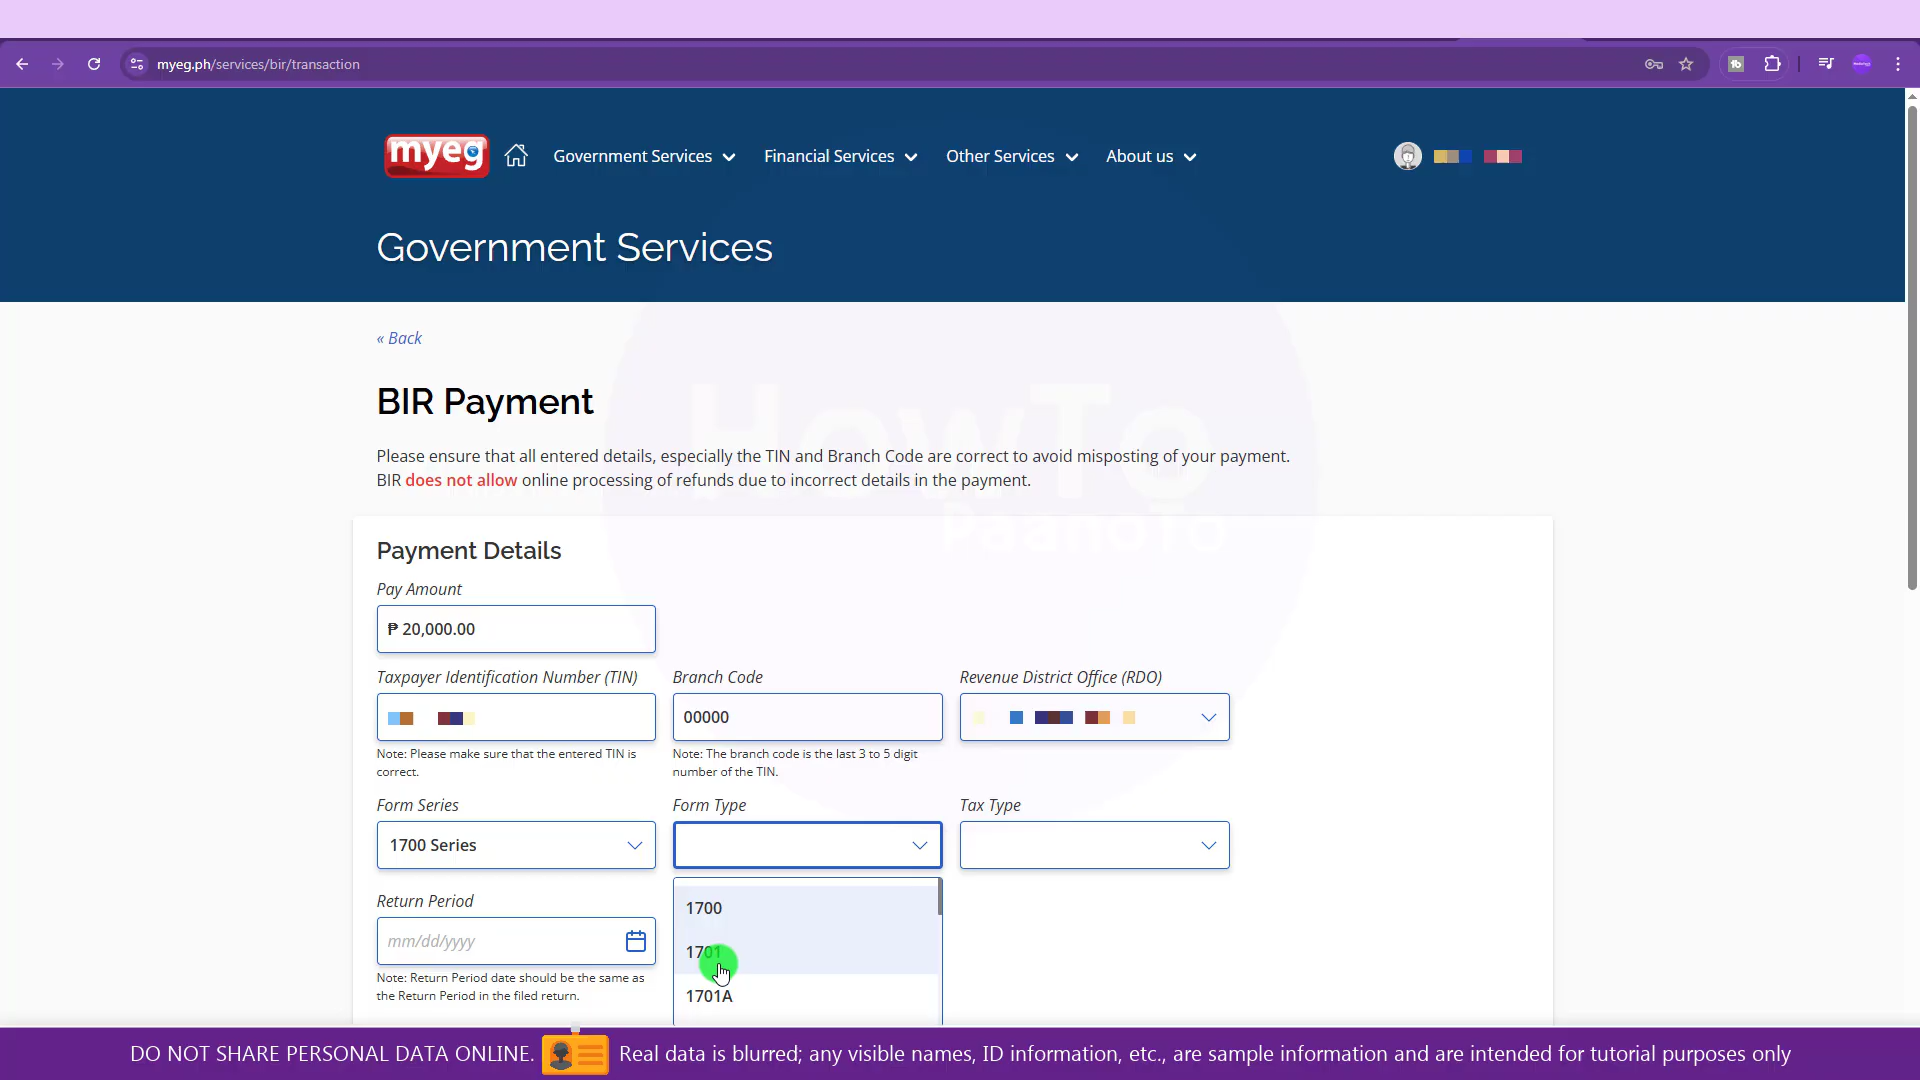 myeg.ph/services/bir/transaction
myeg
Government Services
Financial Services
Other Services
About us
Government Services
« Back
BIR Payment
HowTo
PaanoTo
Please ensure that all entered details, especially the TIN and Branch Code are correct to avoid misposting of your payment.
BIR does not allow online processing of refunds due to incorrect details in the payment.
Payment Details
Pay Amount
₱ 20,000.00
Taxpayer Identification Number (TIN)
Branch Code
Revenue District Office (RDO)
00000
Note: Please make sure that the entered TIN is
correct.
Note: The branch code is the last 3 to 5 digit
number of the TIN.
Form Series
Form Type
Tax Type
1700 Series
Return Period
1700
mm/dd/yyyy
1701
Note: Return Period date should be the same as
the Return Period in the filed return.
1701A
DO NOT SHARE PERSONAL DATA ONLINE.
Real data is blurred; any visible names, ID information, etc., are sample information and are intended for tutorial purposes only